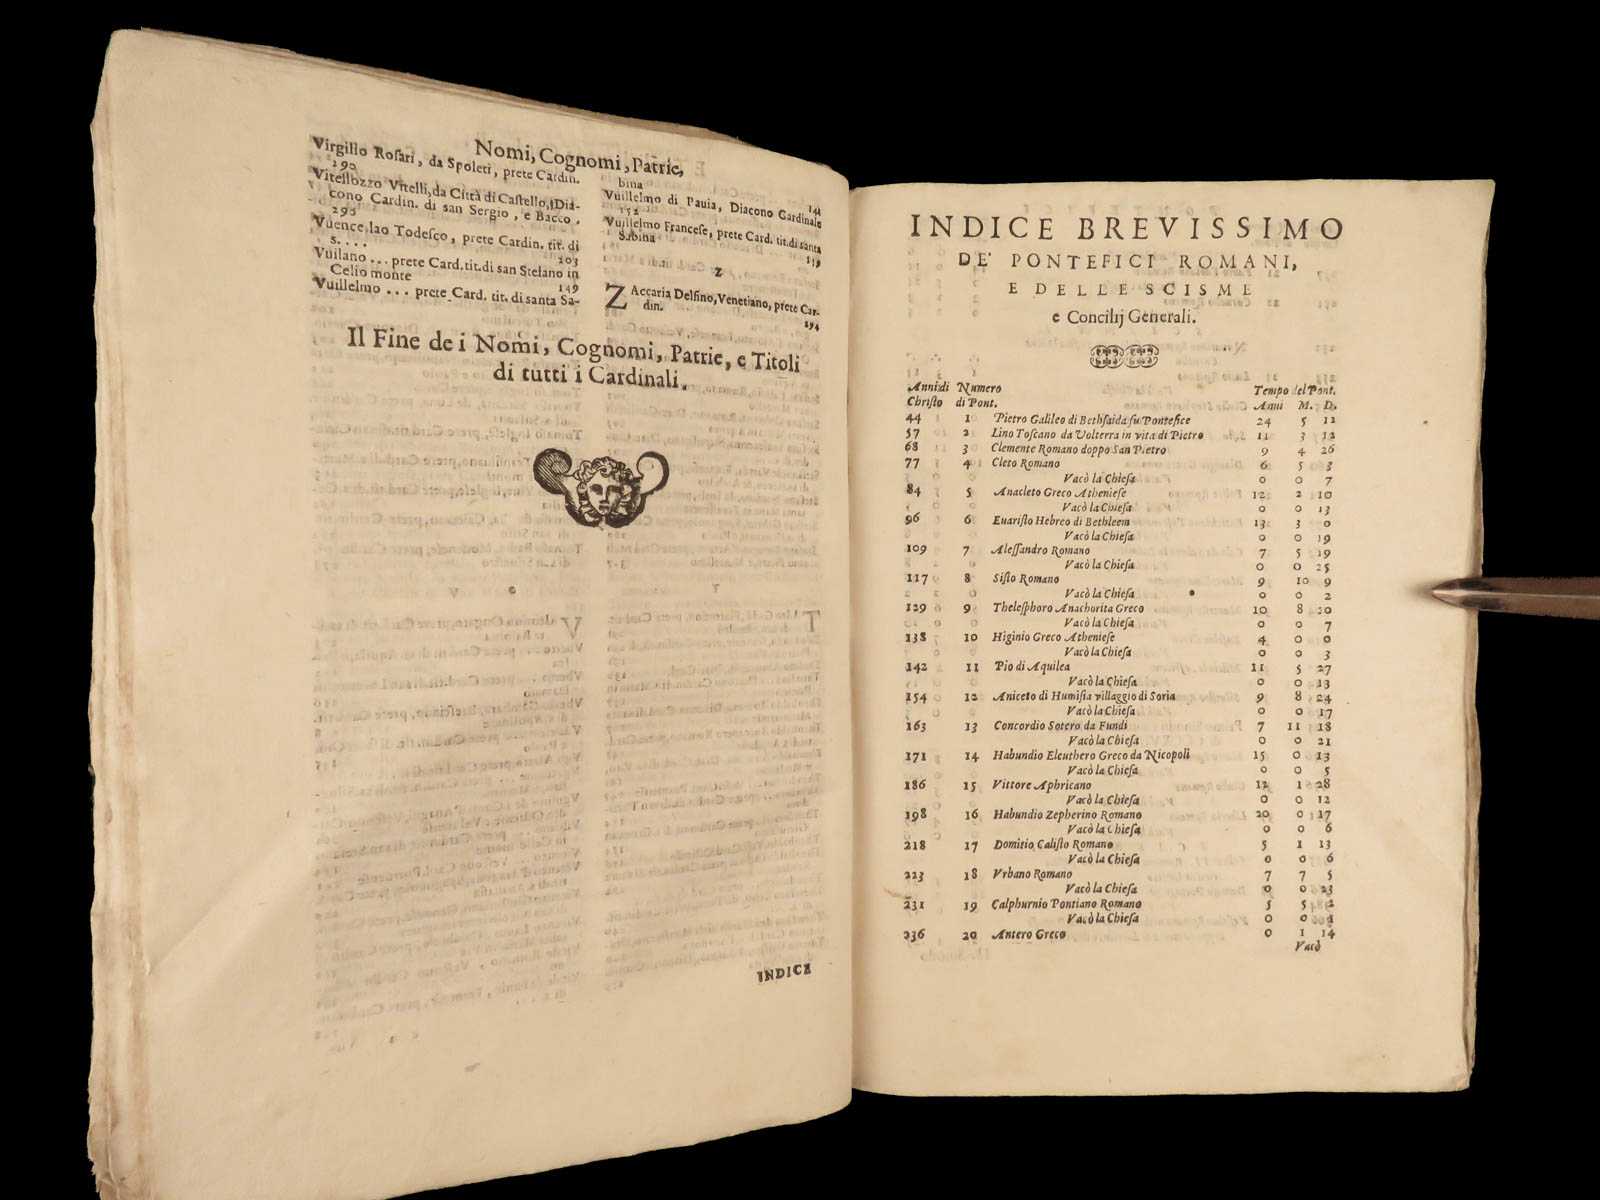 Nomi, Cognomi, Patrie,
Virgilio Rosari, da Spoleti, prete Cardin.
190
Vitellozzo Vitelli, da Città di Castello, Dia-
cono Cardin. di san Sergio, e Bacco.
293
Vuence, lao Todesco, prete Cardin. tit. di
s. . . . 103
Vuilano ... prete Card. tit. di san Stefano in
Celio monte 149
Vuillelmo ... prete Card. tit. di santa Sa-
bina 141
Vuillelmo di Pauia, Diacono Gardinale
152
Vuillelmo Francese, prete Card. tit. di santa
Sabina 159
Z
ZAccaria Delfino, Venetiano, prete Car-
din. 294
Il Fine de i Nomi, Cognomi, Patrie, e Titoli
di tutti i Cardinali.
INDICE
INDICE BREVISSIMO
DE' PONTEFICI ROMANI,
E DELLE SCISME
e Concilij Generali.
Anni di Numero Tempo del Pont.
Christo di Pont. Anni M. D.
44 1 Pietro Galileo di Bethsaida fu Pontefice 24 5 12
57 2 Lino Toscano da Volterra in vita di Pietro 11 3 12
68 3 Clemente Romano doppo San Pietro 9 4 26
77 4 Cleto Romano 6 5 3
Vacò la Chiesa 0 0 7
84 5 Anacleto Greco Atheniese 12 2 10
Vacò la Chiesa 0 0 13
96 6 Euaristo Hebreo di Bethleem 13 3 0
Vacò la Chiesa 0 0 19
109 7 Alessandro Romano 7 5 19
Vacò la Chiesa 0 0 25
117 8 Sisto Romano 9 10 9
Vacò la Chiesa 0 0 2
129 9 Thelesphoro Anachorita Greco 10 8 20
Vacò la Chiesa 0 0 7
138 10 Higinio Greco Atheniese 4 0 0
Vacò la Chiesa 0 0 3
142 11 Pio di Aquilea 11 5 27
Vacò la Chiesa 0 0 13
154 12 Aniceto di Humisia villaggio di Soria 9 8 24
Vacò la Chiesa 0 0 17
163 13 Concordio Sotero da Fundi 7 11 18
Vacò la Chiesa 0 0 21
171 14 Habundio Eleuthero Greco da Nicopoli 15 0 13
Vacò la Chiesa 0 0 5
186 15 Vittore Aphricano 12 1 28
Vacò la Chiesa 0 0 12
198 16 Habundio Zepherino Romano 20 0 17
Vacò la Chiesa 0 0 6
218 17 Domitio Calisto Romano 5 1 13
Vacò la Chiesa 0 0 6
223 18 Vrbano Romano 7 7 5
Vacò la Chiesa 0 0 23
231 19 Calphurnio Pontiano Romano 5 5 2
Vacò la Chiesa 0 0
236 20 Antero Greco 0 1 14
Vacò